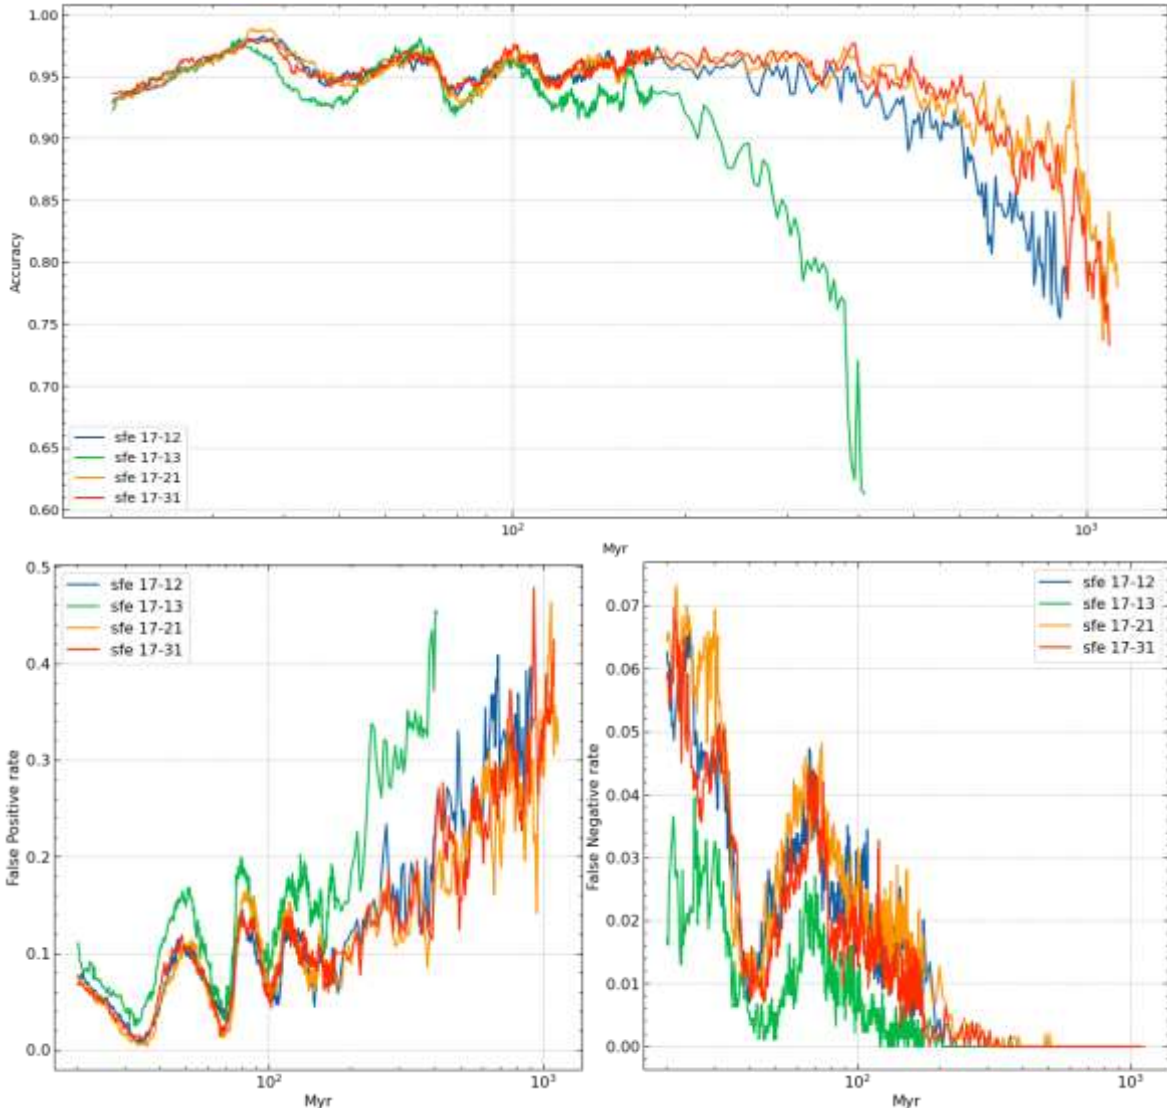 1.00
0.95
0.90
0.85
0.80
0.75
0.70
0.65
0.60
Accuracy
sfe 17-12
sfe 17-13
sfe 17-21
sfe 17-31
10²
10³
Myr
0.5
0.4
0.3
0.2
0.1
0.0
False Positive rate
sfe 17-12
sfe 17-13
sfe 17-21
sfe 17-31
10²
10³
Myr
0.07
0.06
0.05
0.04
0.03
0.02
0.01
0.00
False Negative rate
sfe 17-12
sfe 17-13
sfe 17-21
sfe 17-31
10²
10³
Myr